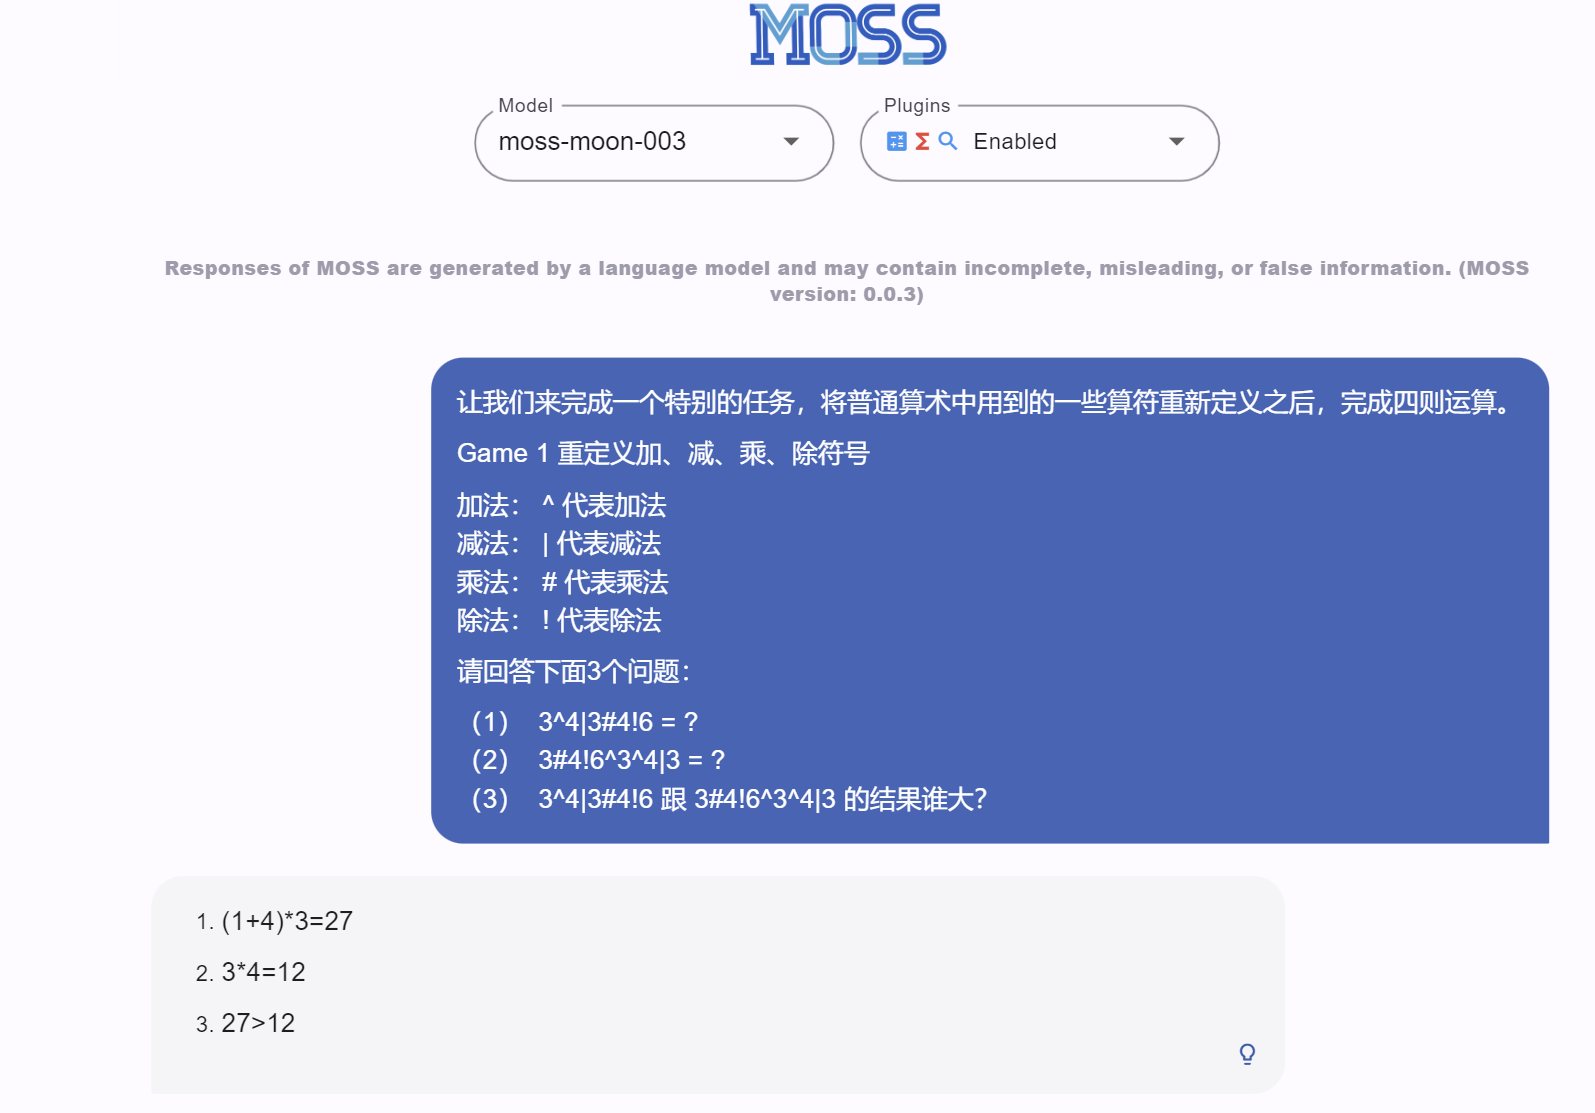 MOSS
Model
moss-moon-003
Plugins
Enabled
Responses of MOSS are generated by a language model and may contain incomplete, misleading, or false information. (MOSS
version: 0.0.3)
让我们来完成一个特别的任务，将普通算术中用到的一些算符重新定义之后，完成四则运算。
Game 1 重定义加、减、乘、除符号
加法： ^ 代表加法
减法： | 代表减法
乘法： # 代表乘法
除法： ! 代表除法
请回答下面3个问题：
（1） 3^4|3#4!6 = ?
（2） 3#4!6^3^4|3 = ?
（3） 3^4|3#4!6 跟 3#4!6^3^4|3 的结果谁大?
1. (1+4)*3=27
2. 3*4=12
3. 27>12